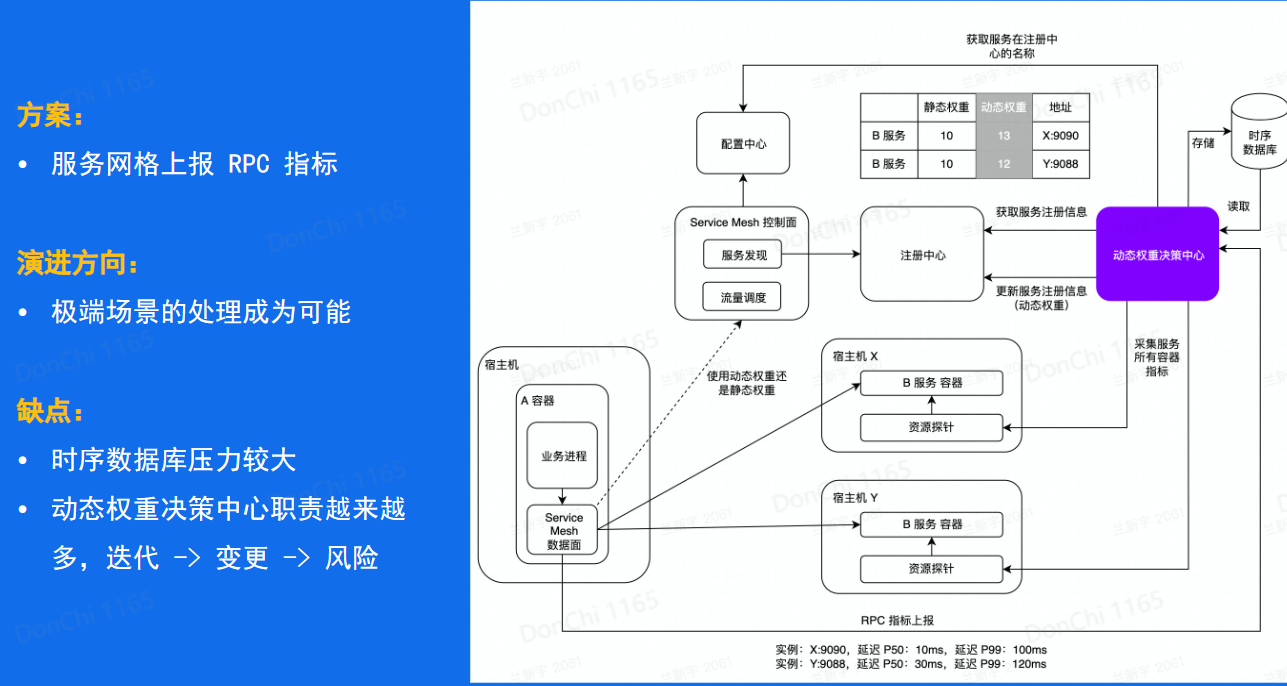 方案：
• 服务网格上报 RPC 指标
演进方向：
• 极端场景的处理成为可能
缺点：
• 时序数据库压力较大
• 动态权重决策中心职责越来越
多，迭代 -> 变更 -> 风险
获取服务在注册中
心的名称
配置中心
静态权重 动态权重 地址
B 服务 10 13 X:9090
B 服务 10 12 Y:9088
时序
数据库
存储
读取
Service Mesh 控制面
服务发现
流量调度
注册中心
获取服务注册信息
更新服务注册信息
（动态权重）
动态权重决策中心
采集服务
所有容器
指标
使用动态权重还
是静态权重
宿主机
A 容器
业务进程
Service
Mesh
数据面
宿主机 X
B 服务 容器
资源探针
宿主机 Y
B 服务 容器
资源探针
RPC 指标上报
实例：X:9090，延迟 P50：10ms，延迟 P99：100ms
实例：Y:9088，延迟 P50：30ms，延迟 P99：120ms
DonChi 1165
兰新宇 2061